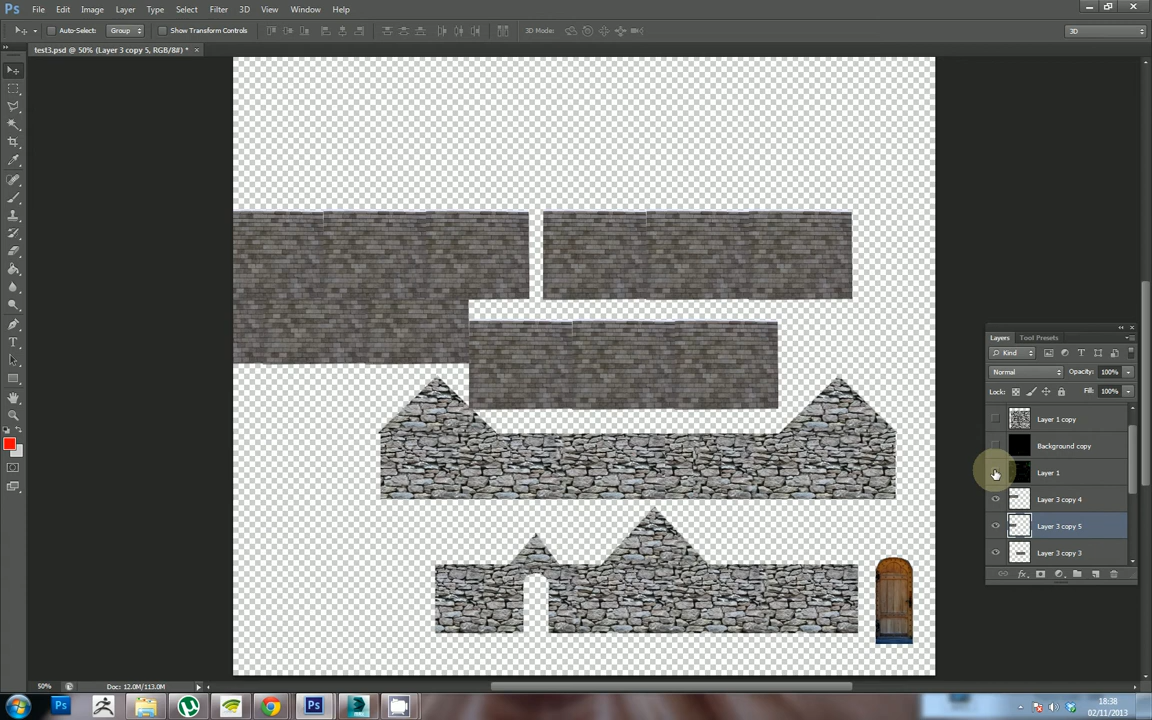 Ps File Edit Image Layer Type Select Filter 3D View Window Help
Auto-Select: Group Show Transform Controls 3D Mode: 3D
test3.psd @ 50% (Layer 3 copy 5, RGB/8#) * ×
Layers Tool Presets
Kind
Normal Opacity: 100%
Lock: Fill: 100%
Layer 1 copy
Background copy
Layer 1
Layer 3 copy 4
Layer 3 copy 5
Layer 3 copy 3
fx
T
50% Doc: 12.0M/113.0M
Ps Ps
18:38
02/11/2013